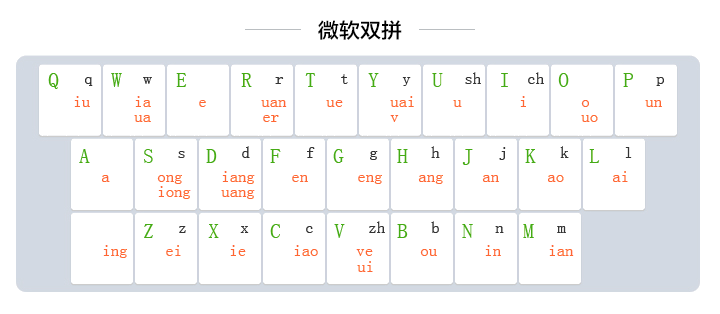 微软双拼
Q q W w E R r T t Y y U sh I ch O P p
iu ia e uan ue uai u i o un
ua er v uo
A S s D d F f G g H h J j K k L l
a ong iang en eng ang an ao ai
iong uang
Z z X x C c V zh B b N n M m
ing ei ie iao ve ou in ian
ui